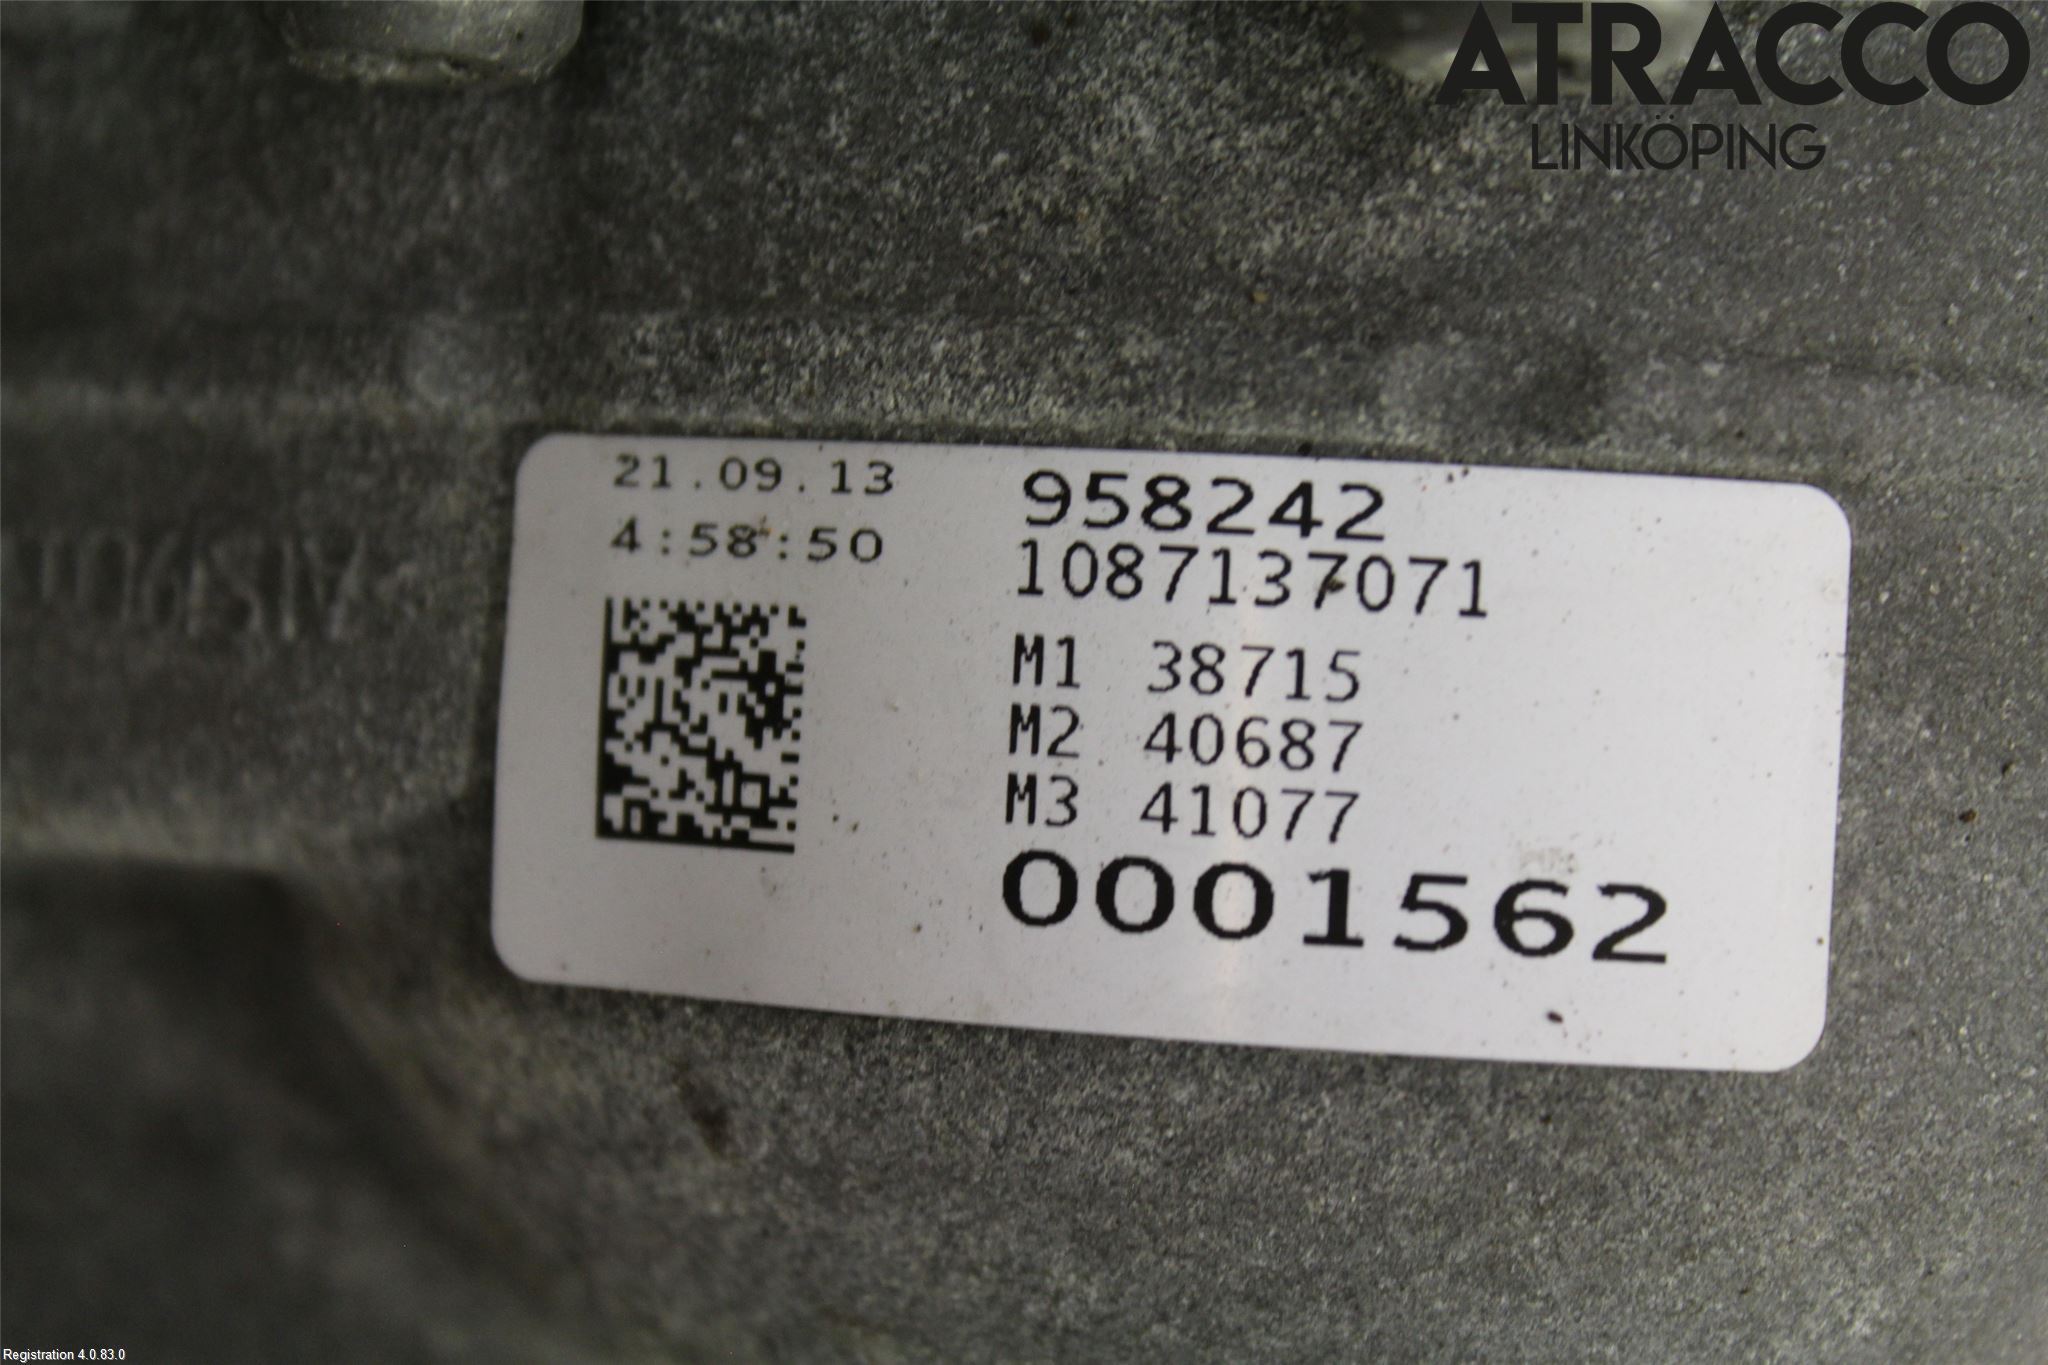 ATRACCO
LINKÖPING
21.09.13
4:58:50
958242
1087137071
M1 38715
M2 40687
M3 41077
0001562
Registration 4.0.83.0